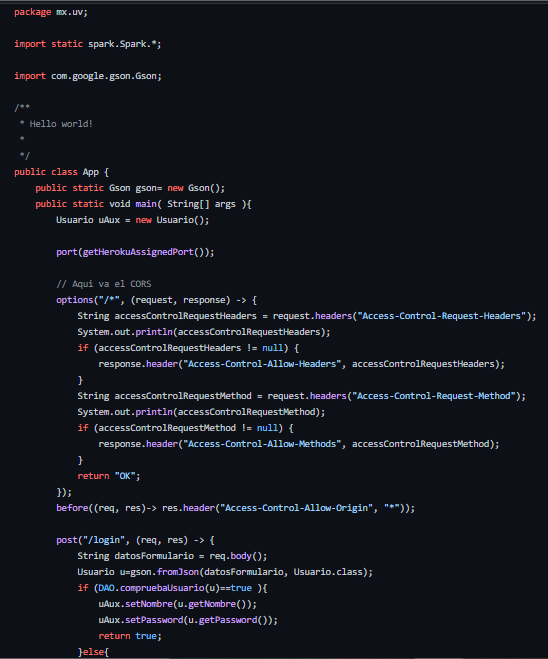 package mx.uv;
import static spark.Spark.*;
import com.google.gson.Gson;
/**
 * Hello world!
 *
 */
public class App {
    public static Gson gson= new Gson();
    public static void main( String[] args ){
        Usuario uAux = new Usuario();
        port(getHerokuAssignedPort());
        // Aqui va el CORS
        options("/*", (request, response) -> {
            String accessControlRequestHeaders = request.headers("Access-Control-Request-Headers");
            System.out.println(accessControlRequestHeaders);
            if (accessControlRequestHeaders != null) {
                response.header("Access-Control-Allow-Headers", accessControlRequestHeaders);
            }
            String accessControlRequestMethod = request.headers("Access-Control-Request-Method");
            System.out.println(accessControlRequestMethod);
            if (accessControlRequestMethod != null) {
                response.header("Access-Control-Allow-Methods", accessControlRequestMethod);
            }
            return "OK";
        });
        before((req, res)-> res.header("Access-Control-Allow-Origin", "*"));
        post("/login", (req, res) -> {
            String datosFormulario = req.body();
            Usuario u=gson.fromJson(datosFormulario, Usuario.class);
            if (DAO.compruebaUsuario(u)==true ){
                uAux.setNombre(u.getNombre());
                uAux.setPassword(u.getPassword());
                return true;
            }else{